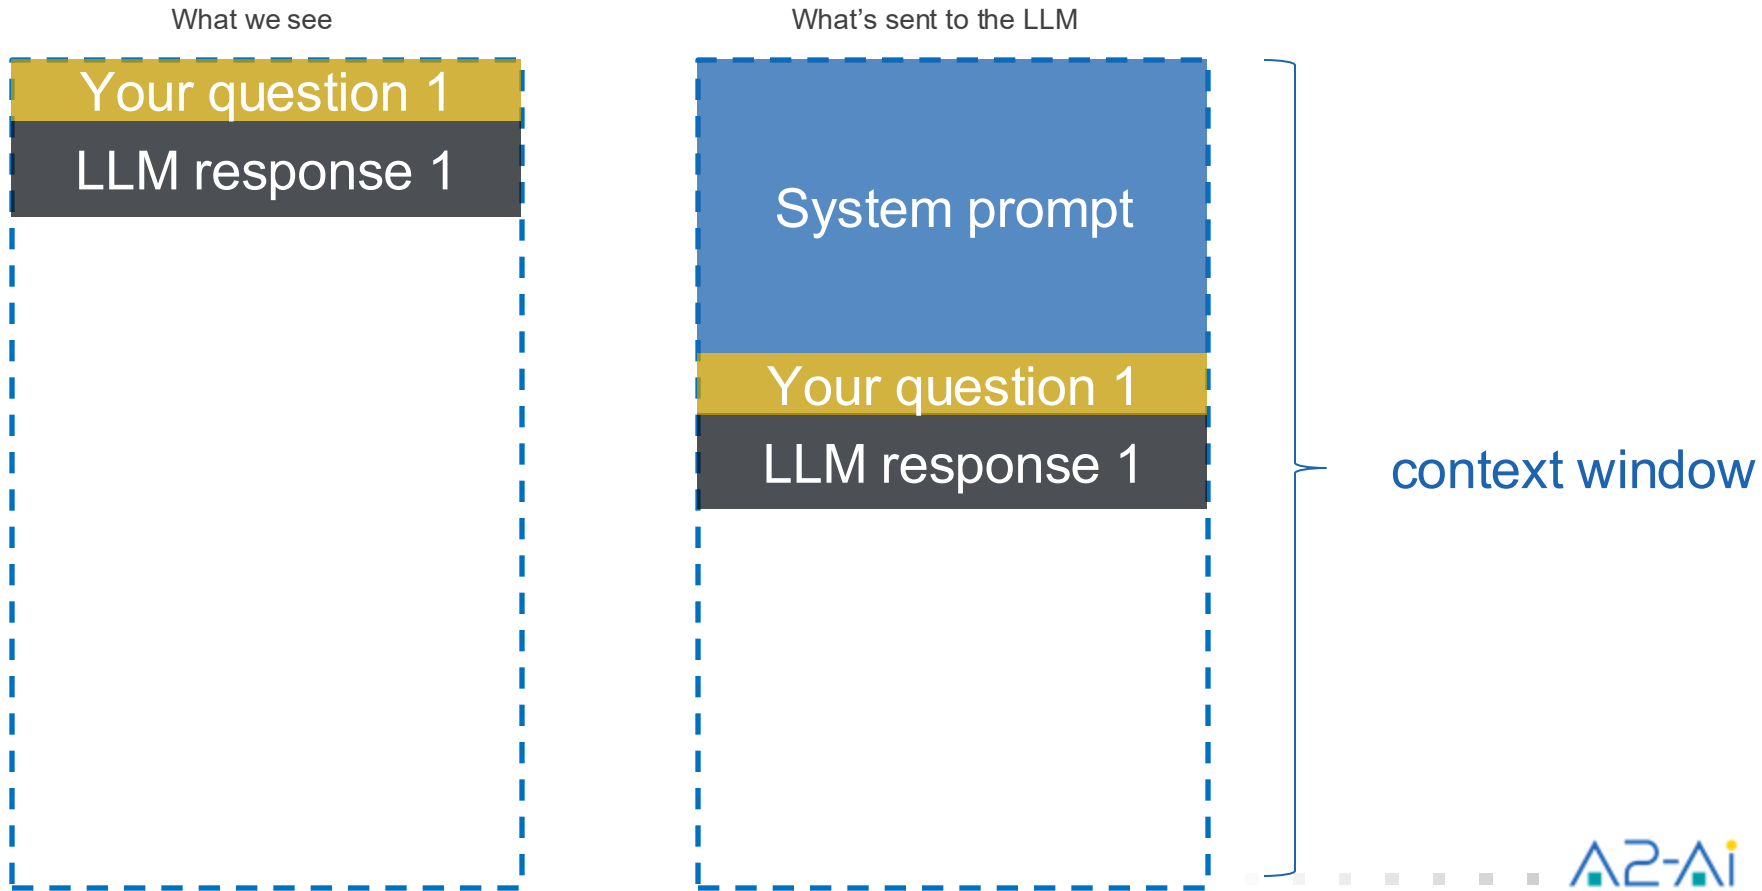 What we see
What’s sent to the LLM
Your question 1
LLM response 1
System prompt
Your question 1
LLM response 1
context window
A2-Ai